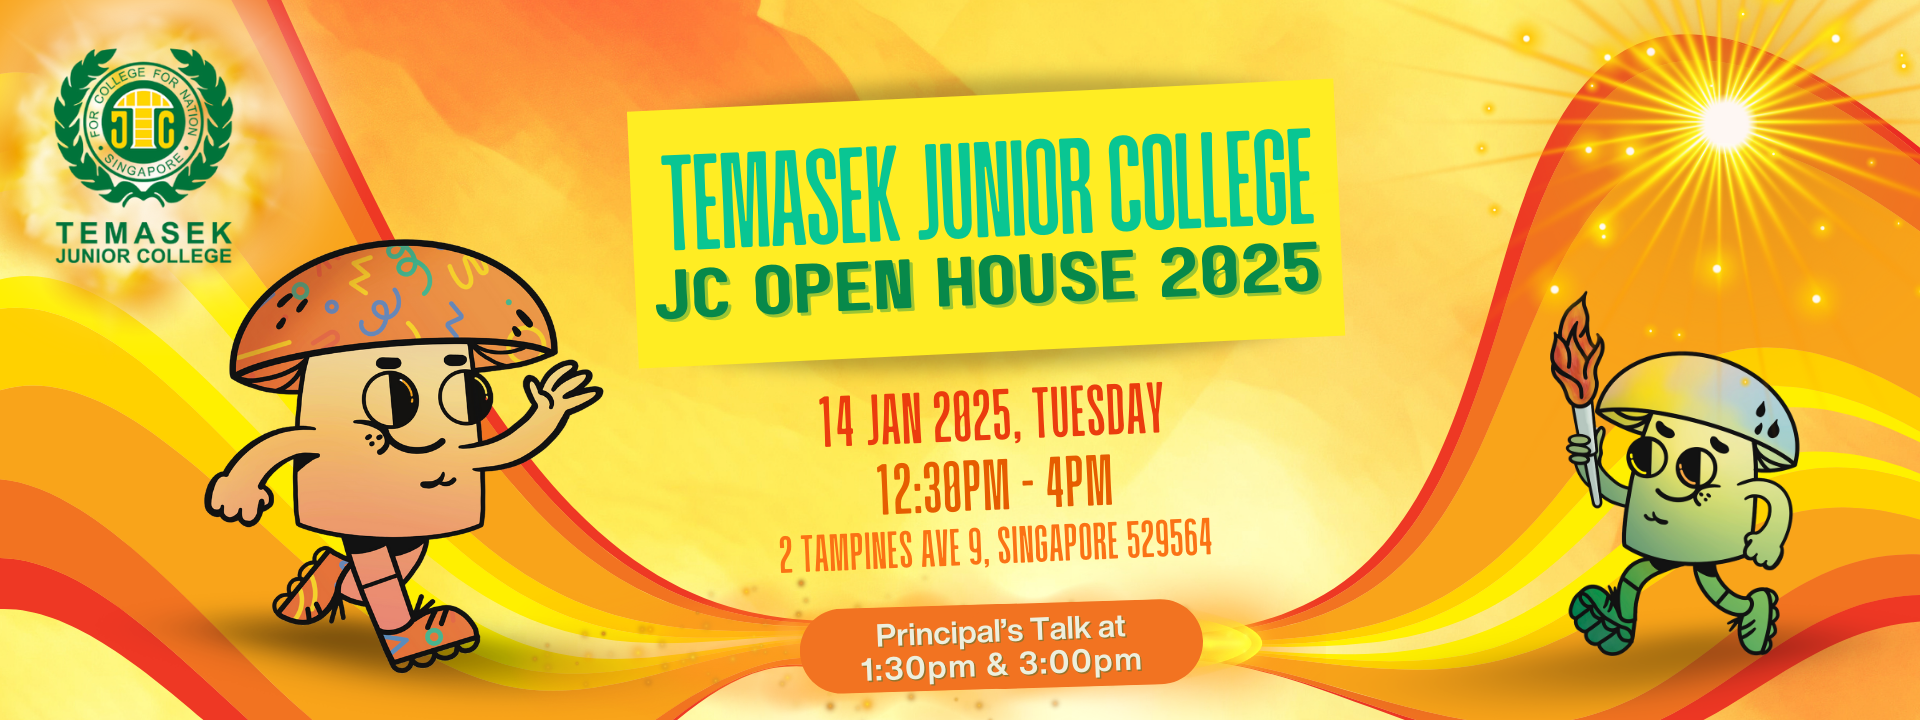 FOR COLLEGE FOR NATION
JTC
• SINGAPORE •
TEMASEK
JUNIOR COLLEGE
TEMASEK JUNIOR COLLEGE
JC OPEN HOUSE 2025
14 JAN 2025, TUESDAY
12:30PM - 4PM
2 TAMPINES AVE 9, SINGAPORE 529564
Principal's Talk at
1:30pm & 3:00pm